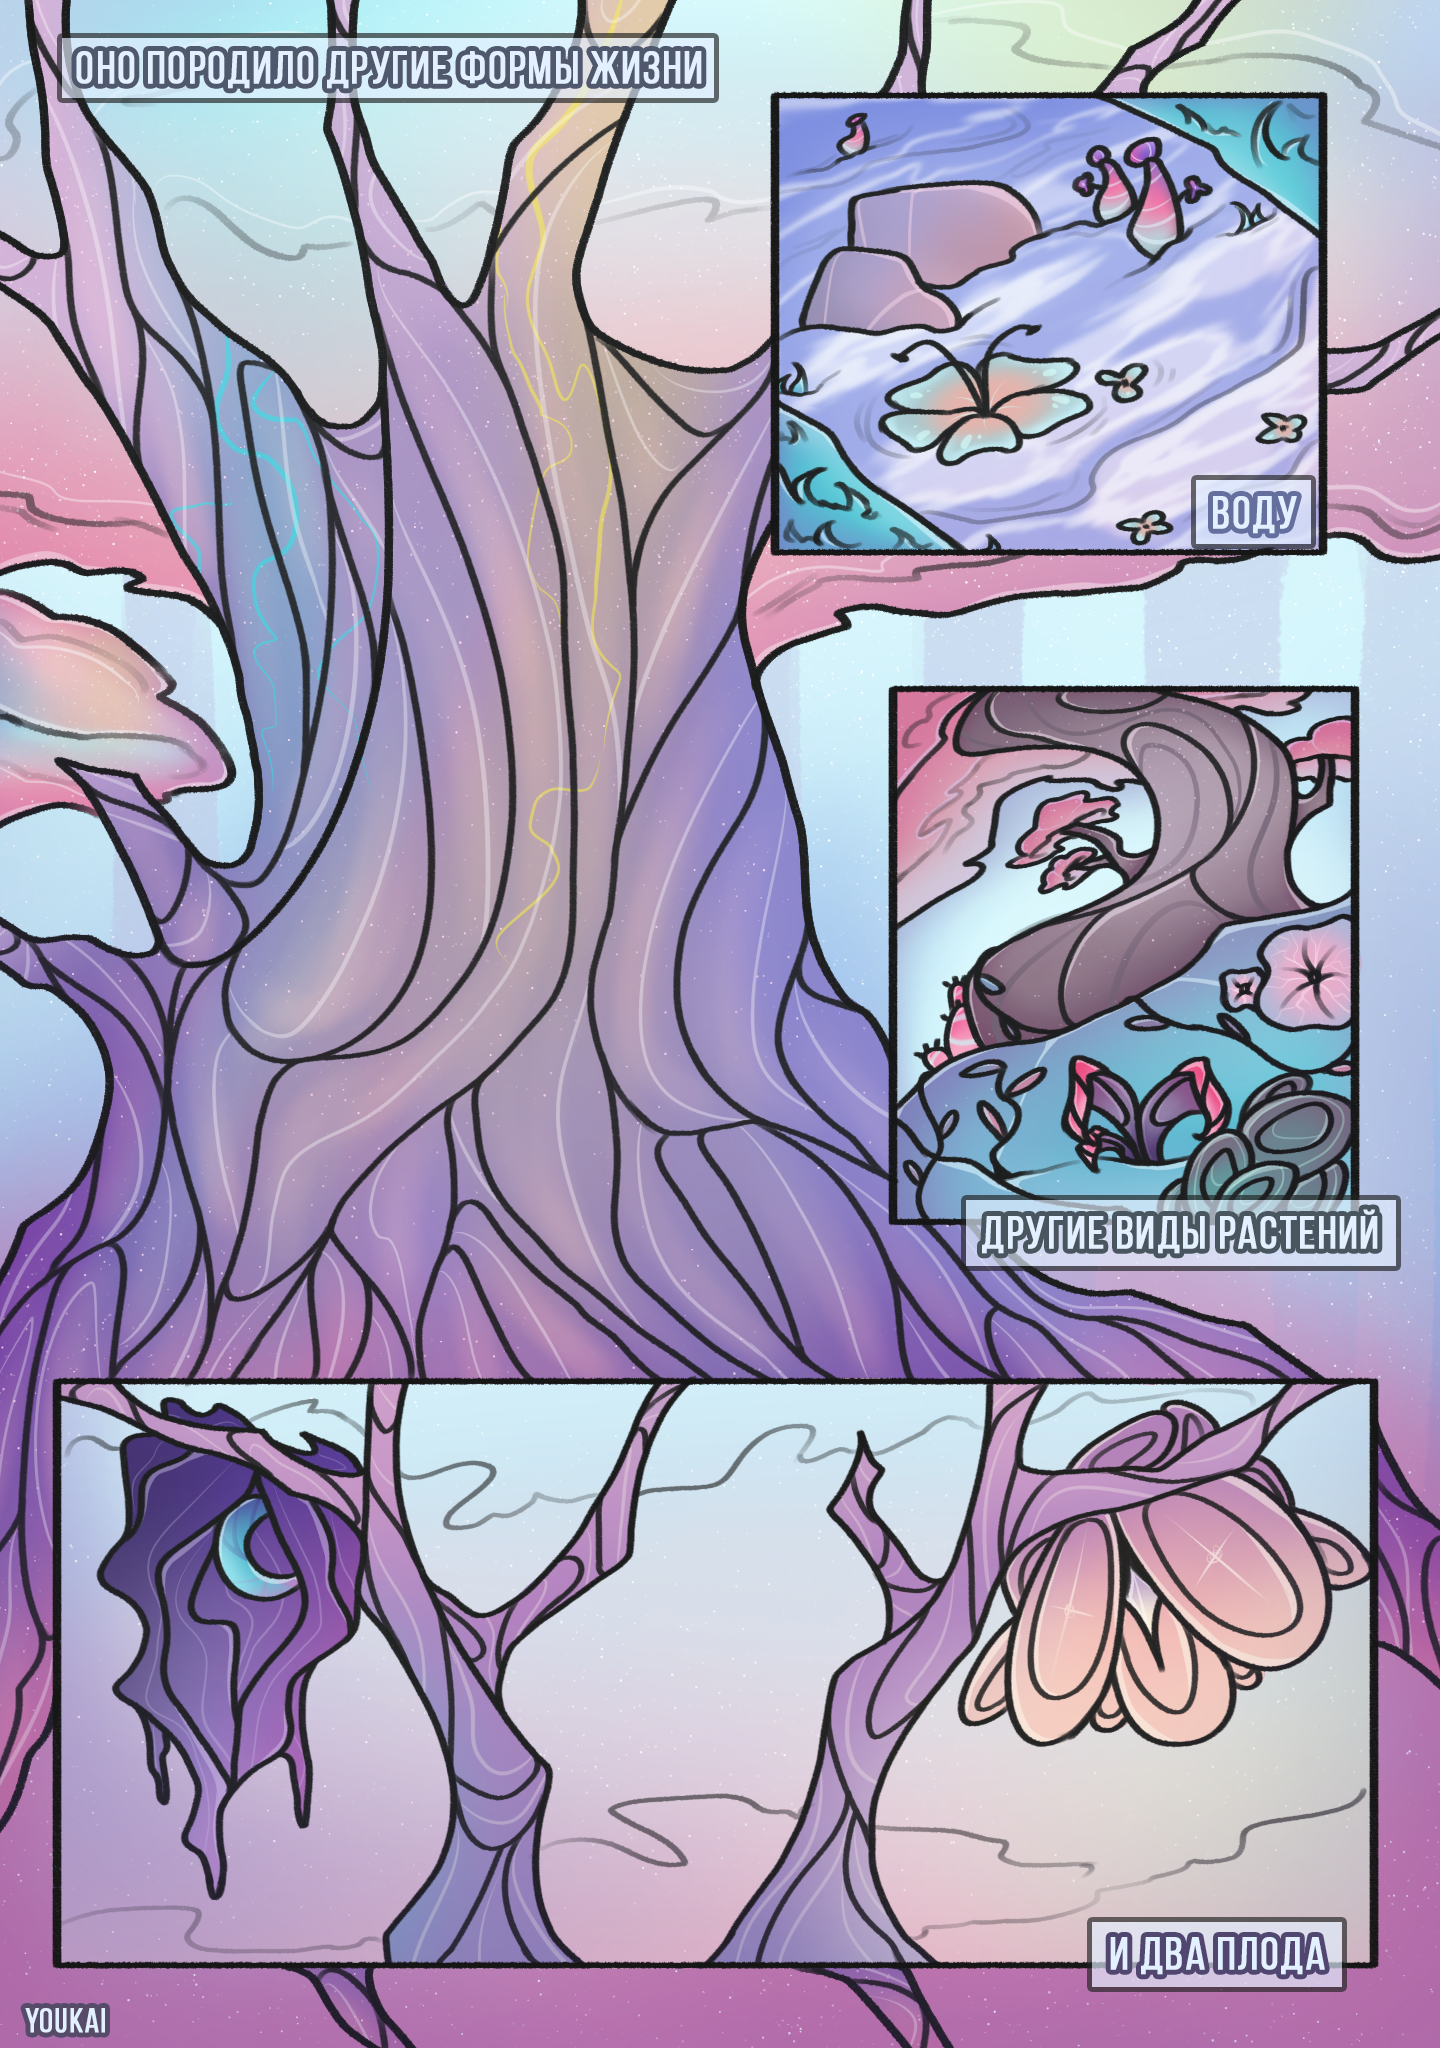 ОНО ПОРОДИЛО ДРУГИЕ ФОРМЫ ЖИЗНИ
ВОДУ
ДРУГИЕ ВИДЫ РАСТЕНИЙ
И ДВА ПЛОДА
YOUKAI